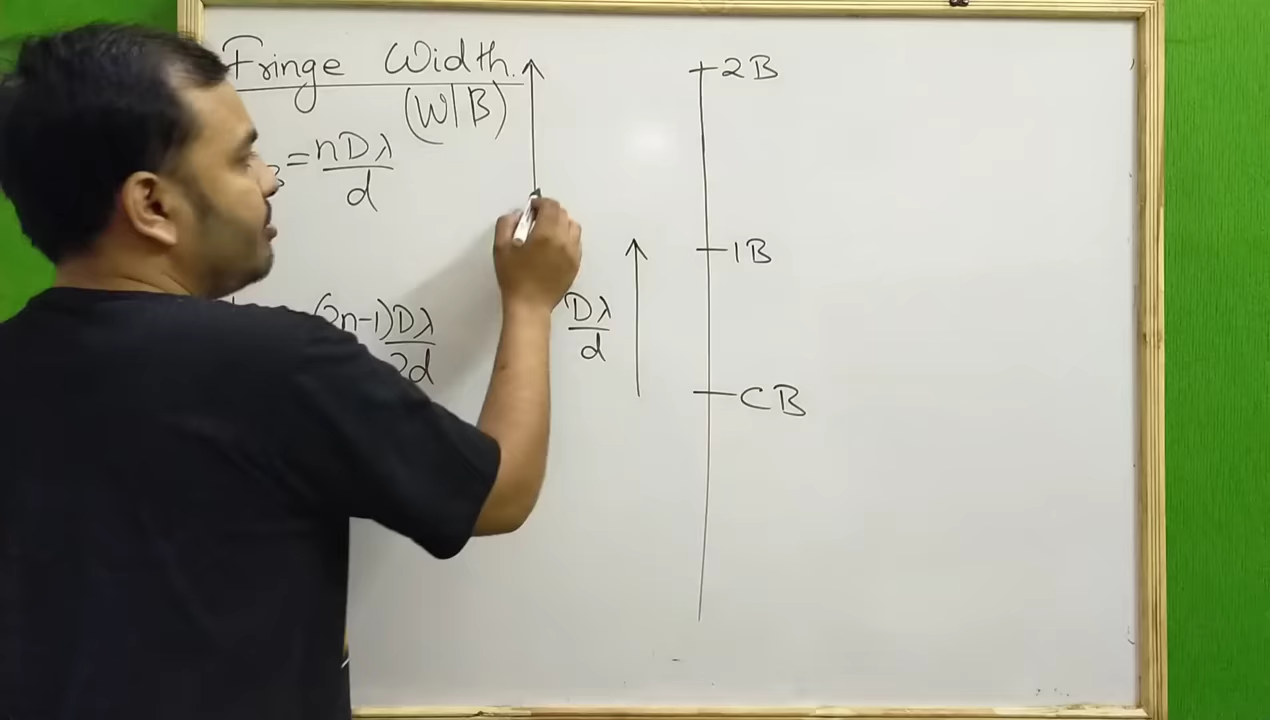 Fringe Width
(W/B)
= nDλ/d
(2n-1)Dλ/2d
Dλ/d
2B
1B
CB